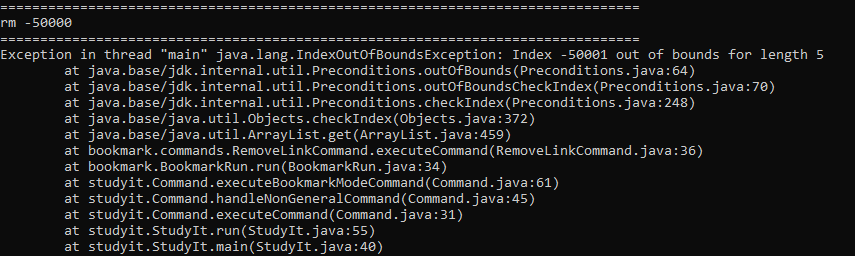 ================================================================================
rm -50000
================================================================================
Exception in thread "main" java.lang.IndexOutOfBoundsException: Index -50001 out of bounds for length 5
        at java.base/jdk.internal.util.Preconditions.outOfBounds(Preconditions.java:64)
        at java.base/jdk.internal.util.Preconditions.outOfBoundsCheckIndex(Preconditions.java:70)
        at java.base/jdk.internal.util.Preconditions.checkIndex(Preconditions.java:248)
        at java.base/java.util.Objects.checkIndex(Objects.java:372)
        at java.base/java.util.ArrayList.get(ArrayList.java:459)
        at bookmark.commands.RemoveLinkCommand.executeCommand(RemoveLinkCommand.java:36)
        at bookmark.BookmarkRun.run(BookmarkRun.java:34)
        at studyit.Command.executeBookmarkModeCommand(Command.java:61)
        at studyit.Command.handleNonGeneralCommand(Command.java:45)
        at studyit.Command.executeCommand(Command.java:31)
        at studyit.StudyIt.run(StudyIt.java:55)
        at studyit.StudyIt.main(StudyIt.java:40)